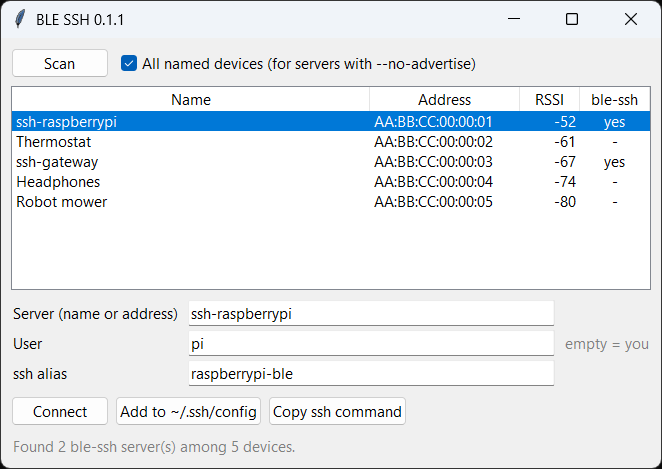 BLE SSH 0.1.1
Scan All named devices (for servers with --no-advertise)
Name Address RSSI ble-ssh
ssh-raspberrypi AA:BB:CC:00:00:01 -52 yes
Thermostat AA:BB:CC:00:00:02 -61 -
ssh-gateway AA:BB:CC:00:00:03 -67 yes
Headphones AA:BB:CC:00:00:04 -74 -
Robot mower AA:BB:CC:00:00:05 -80 -
Server (name or address) ssh-raspberrypi
User pi empty = you
ssh alias raspberrypi-ble
Connect Add to ~/.ssh/config Copy ssh command
Found 2 ble-ssh server(s) among 5 devices.